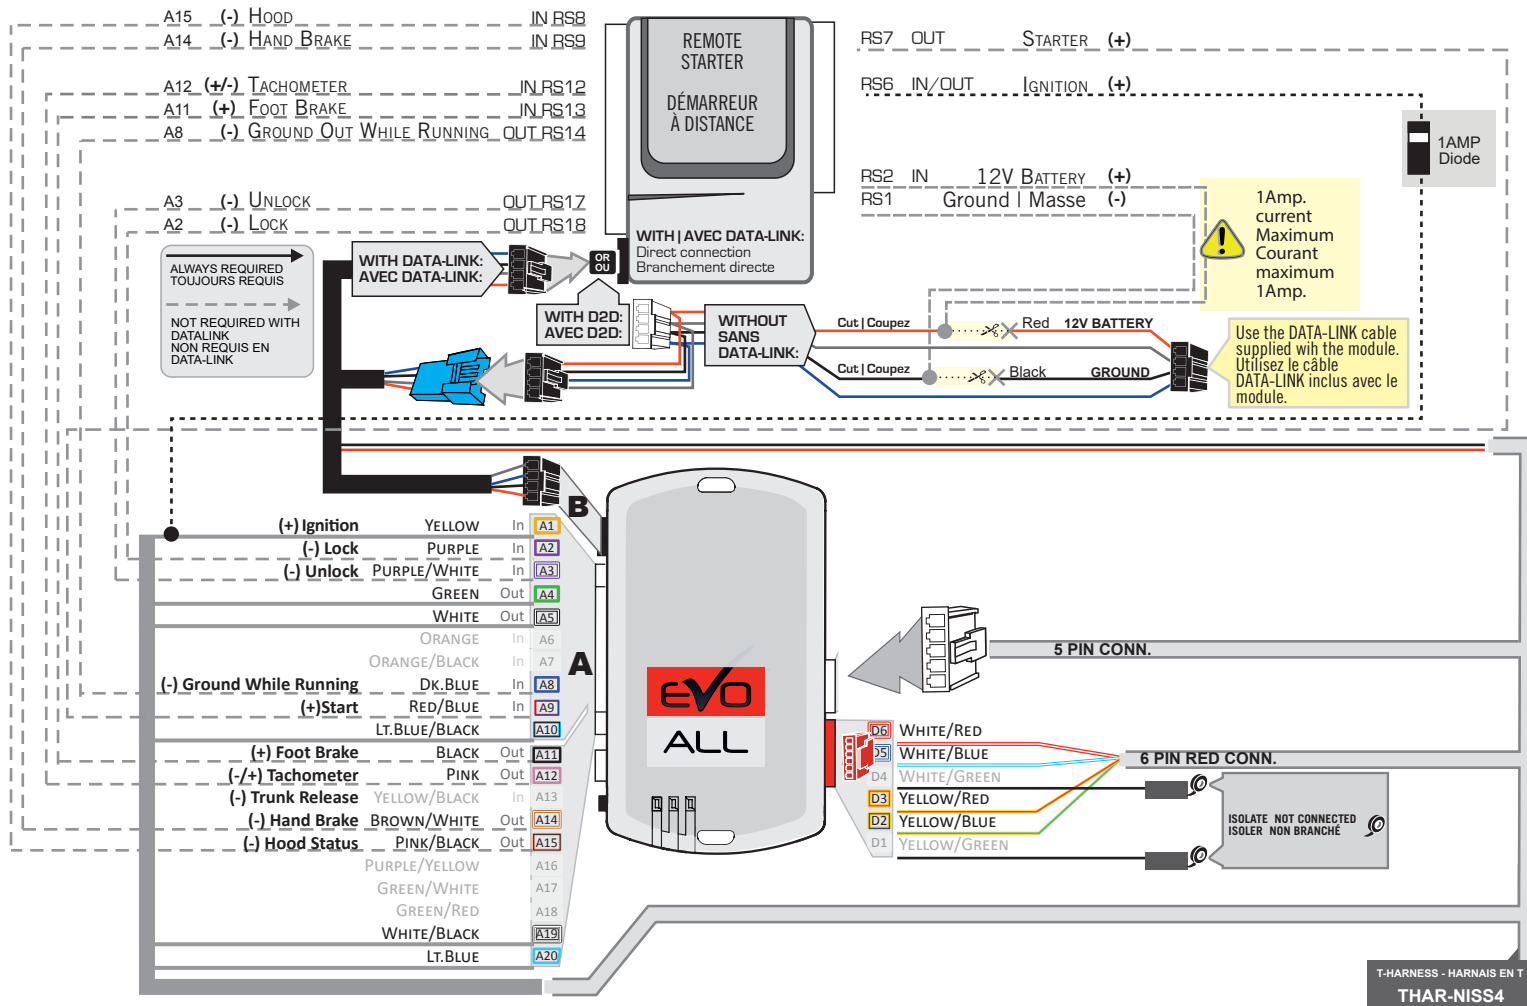 A15 (-) HOOD IN RS8
A14 (-) HAND BRAKE IN RS9
A12 (+/-) TACHOMETER IN RS12
A11 (+) FOOT BRAKE IN RS13
A8 (-) GROUND OUT WHILE RUNNING OUT RS14
A3 (-) UNLOCK OUT RS17
A2 (-) LOCK OUT RS18
REMOTE
STARTER
DÉMARREUR
À DISTANCE
WITH | AVEC DATA-LINK:
Direct connection
Branchement directe
RS7 OUT STARTER (+)
RS6 IN/OUT IGNITION (+)
RS2 IN 12V BATTERY (+)
RS1 Ground | Masse (-)
1AMP
Diode
1Amp.
current
Maximum
Courant
maximum
1Amp.
ALWAYS REQUIRED
TOUJOURS REQUIS
NOT REQUIRED WITH
DATALINK
NON REQUIS EN
DATA-LINK
WITH DATA-LINK:
AVEC DATA-LINK:
OR
OU
WITH D2D:
AVEC D2D:
WITHOUT
SANS
DATA-LINK:
Cut | Coupez Red 12V BATTERY
Cut | Coupez Black GROUND
Use the DATA-LINK cable
supplied wih the module.
Utilisez le câble
DATA-LINK inclus avec le
module.
B
A
(+) Ignition YELLOW In A1
(-) Lock PURPLE In A2
(-) Unlock PURPLE/WHITE In A3
GREEN Out A4
WHITE Out A5
ORANGE In A6
ORANGE/BLACK In A7
(-) Ground While Running DK.BLUE In A8
(+)Start RED/BLUE In A9
LT.BLUE/BLACK A10
(+) Foot Brake BLACK Out A11
(-/+) Tachometer PINK Out A12
(-) Trunk Release YELLOW/BLACK In A13
(-) Hand Brake BROWN/WHITE Out A14
(-) Hood Status PINK/BLACK Out A15
PURPLE/YELLOW A16
GREEN/WHITE A17
GREEN/RED A18
WHITE/BLACK A19
LT.BLUE A20
EVO
ALL
5 PIN CONN.
D6 WHITE/RED
D5 WHITE/BLUE
D4 WHITE/GREEN
D3 YELLOW/RED
D2 YELLOW/BLUE
D1 YELLOW/GREEN
6 PIN RED CONN.
ISOLATE NOT CONNECTED
ISOLER NON BRANCHÉ
T-HARNESS - HARNAIS EN T
THAR-NISS4